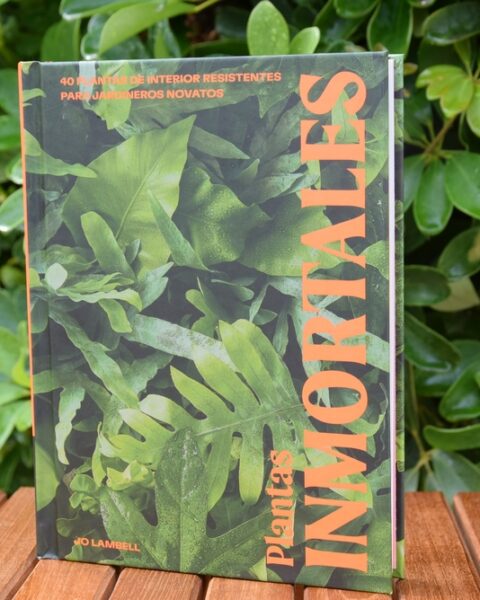 40 PLANTAS DE INTERIOR RESISTENTES
PARA JARDINEROS NOVATOS
Plantas
INMORTALES
JO LAMBELL